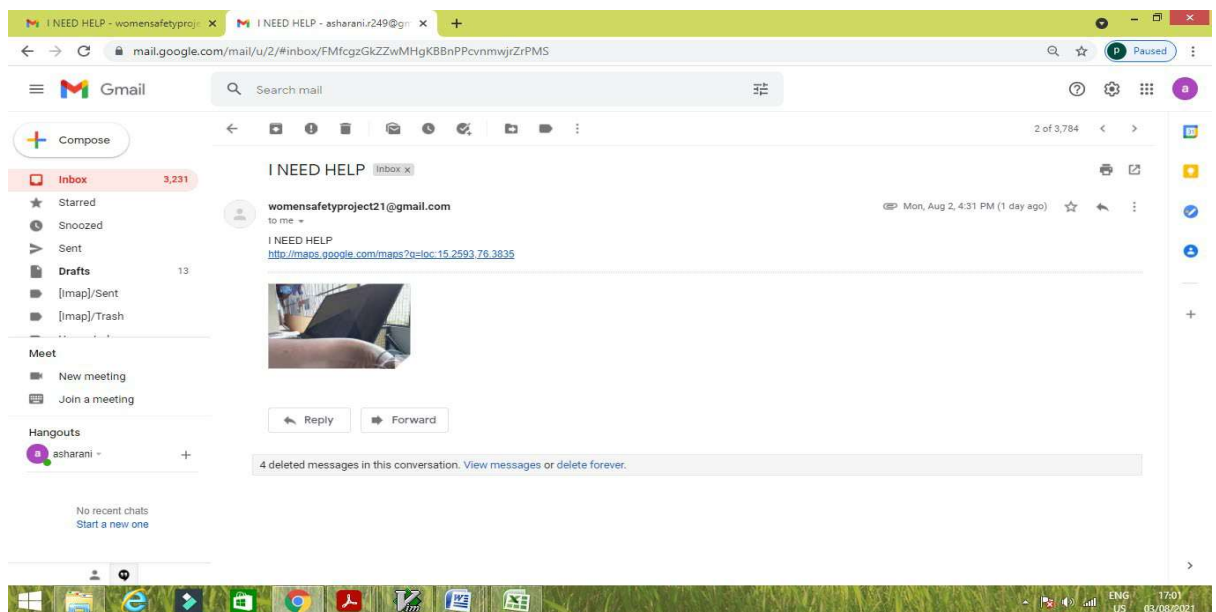 I NEED HELP - womensafetyproje
I NEED HELP - asharani.r249@gm
mail.google.com/mail/u/2/#inbox/FMfcgzGkZZwMHgKBBnPPcvnmwjrZrPMS
P Paused
Gmail
Search mail
a
Compose
2 of 3,784
31
Inbox 3,231
Starred
Snoozed
Sent
Drafts 13
[Imap]/Sent
[Imap]/Trash
I NEED HELP Inbox x
womensafetyproject21@gmail.com
Mon, Aug 2, 4:31 PM (1 day ago)
to me
I NEED HELP
http://maps.google.com/maps?q=loc:15.2593,76.3835
Meet
New meeting
Join a meeting
Reply
Forward
Hangouts
a asharani
4 deleted messages in this conversation. View messages or delete forever.
No recent chats
Start a new one
Vim
ENG 17:01
US 03/08/2021